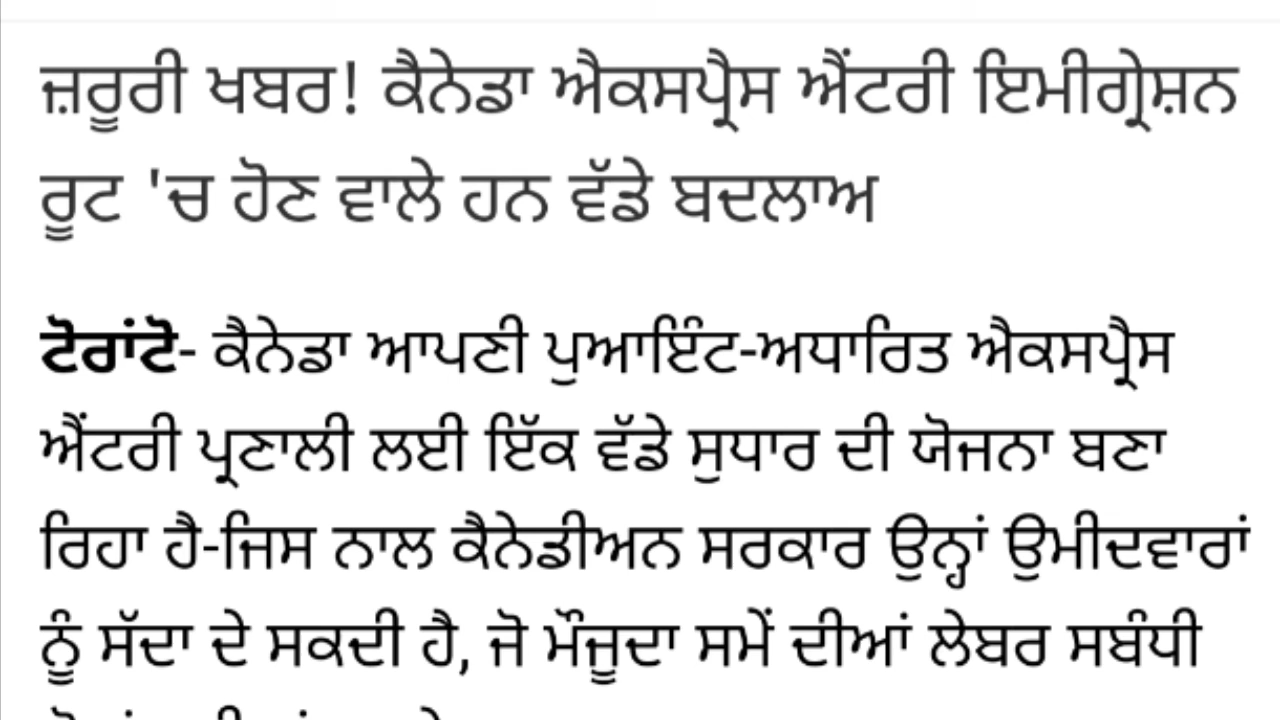 ਜ਼ਰੂਰੀ ਖਬਰ! ਕੈਨੇਡਾ ਐਕਸਪ੍ਰੈਸ ਐਂਟਰੀ ਇਮੀਗ੍ਰੇਸ਼ਨ
ਰੂਟ 'ਚ ਹੋਣ ਵਾਲੇ ਹਨ ਵੱਡੇ ਬਦਲਾਅ
ਟੋਰਾਂਟੋ- ਕੈਨੇਡਾ ਆਪਣੀ ਪੁਆਇੰਟ-ਅਧਾਰਿਤ ਐਕਸਪ੍ਰੈਸ
ਐਂਟਰੀ ਪ੍ਰਣਾਲੀ ਲਈ ਇੱਕ ਵੱਡੇ ਸੁਧਾਰ ਦੀ ਯੋਜਨਾ ਬਣਾ
ਰਿਹਾ ਹੈ-ਜਿਸ ਨਾਲ ਕੈਨੇਡੀਅਨ ਸਰਕਾਰ ਉਨ੍ਹਾਂ ਉਮੀਦਵਾਰਾਂ
ਨੂੰ ਸੱਦਾ ਦੇ ਸਕਦੀ ਹੈ, ਜੋ ਮੌਜੂਦਾ ਸਮੇਂ ਦੀਆਂ ਲੇਬਰ ਸਬੰਧੀ